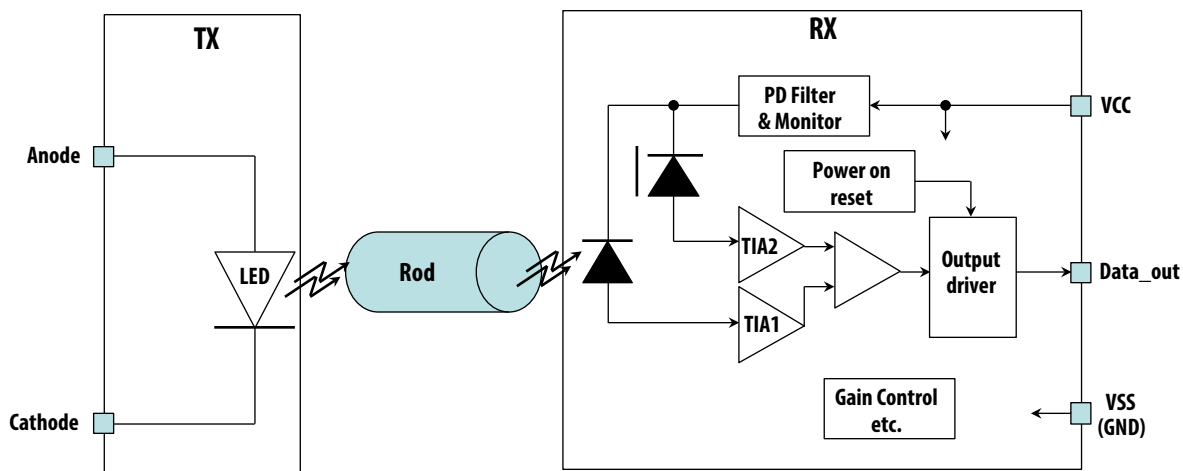 TX
RX
PD Filter
& Monitor
VCC
Anode
Power on
reset
TIA2
LED
Rod
Output
driver
Data_out
TIA1
Gain Control
etc.
VSS
(GND)
Cathode